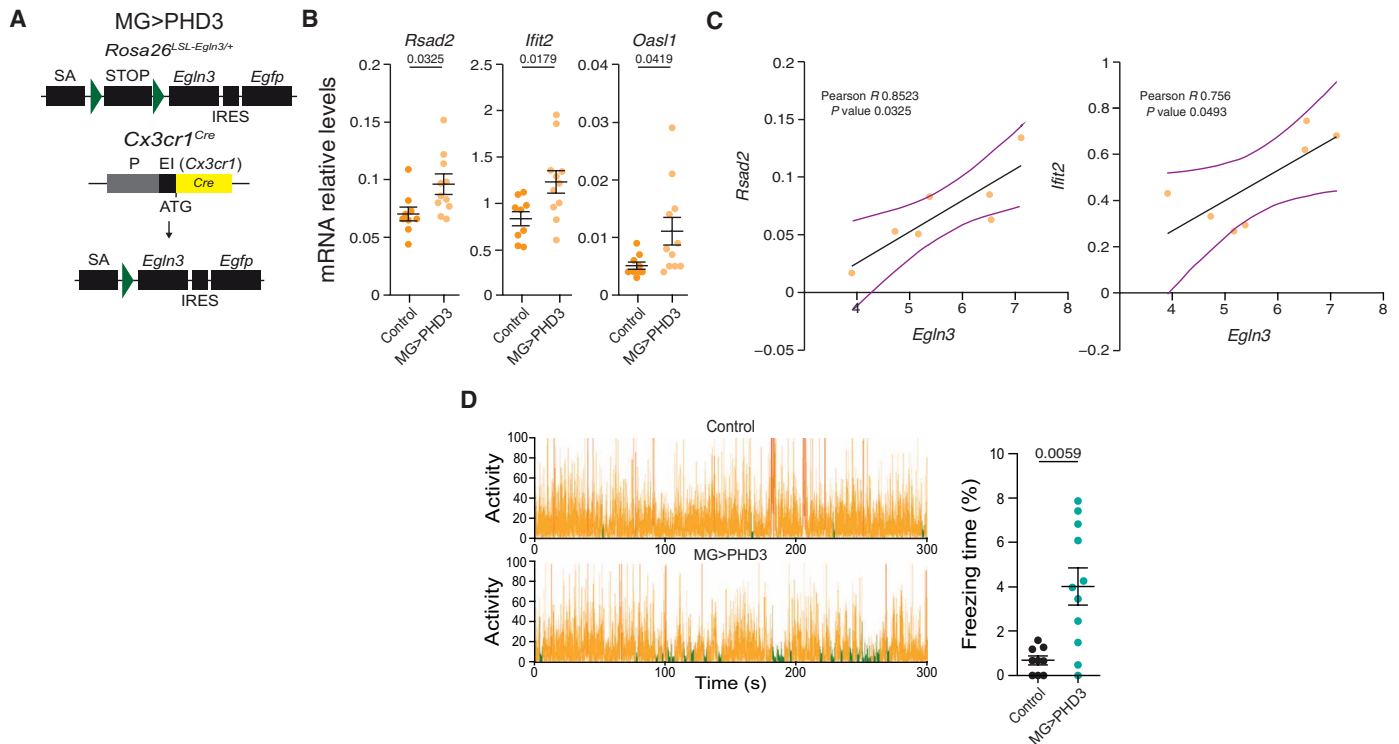 A
MG>PHD3
Rosa26LSL-Egln3/+
SA STOP Egln3 Egfp
IRES
Cx3cr1Cre
P EI (Cx3cr1)
Cre
ATG
SA Egln3 Egfp
IRES
B
Rsad2 Ifit2 Oasl1
0.0325 0.0179 0.0419
mRNA relative levels
0.2
0.15
0.1
0.05
0
2.5
2.0
1.5
1.0
0.5
0
0.04
0.03
0.02
0.01
0
Control
MG>PHD3
Control
MG>PHD3
Control
MG>PHD3
C
Pearson R 0.8523
P value 0.0325
Rsad2
0.2
0.15
0.1
0.05
0
−0.05
4 5 6 7 8
Egln3
Pearson R 0.756
P value 0.0493
Ifit2
1
0.8
0.6
0.4
0.2
0
−0.2
4 5 6 7 8
Egln3
D
Control
Activity
100
80
60
40
20
0
0 100 200 300
MG>PHD3
Activity
100
80
60
40
20
0
0 100 200 300
Time (s)
0.0059
Freezing time (%)
10
8
6
4
2
0
Control
MG>PHD3